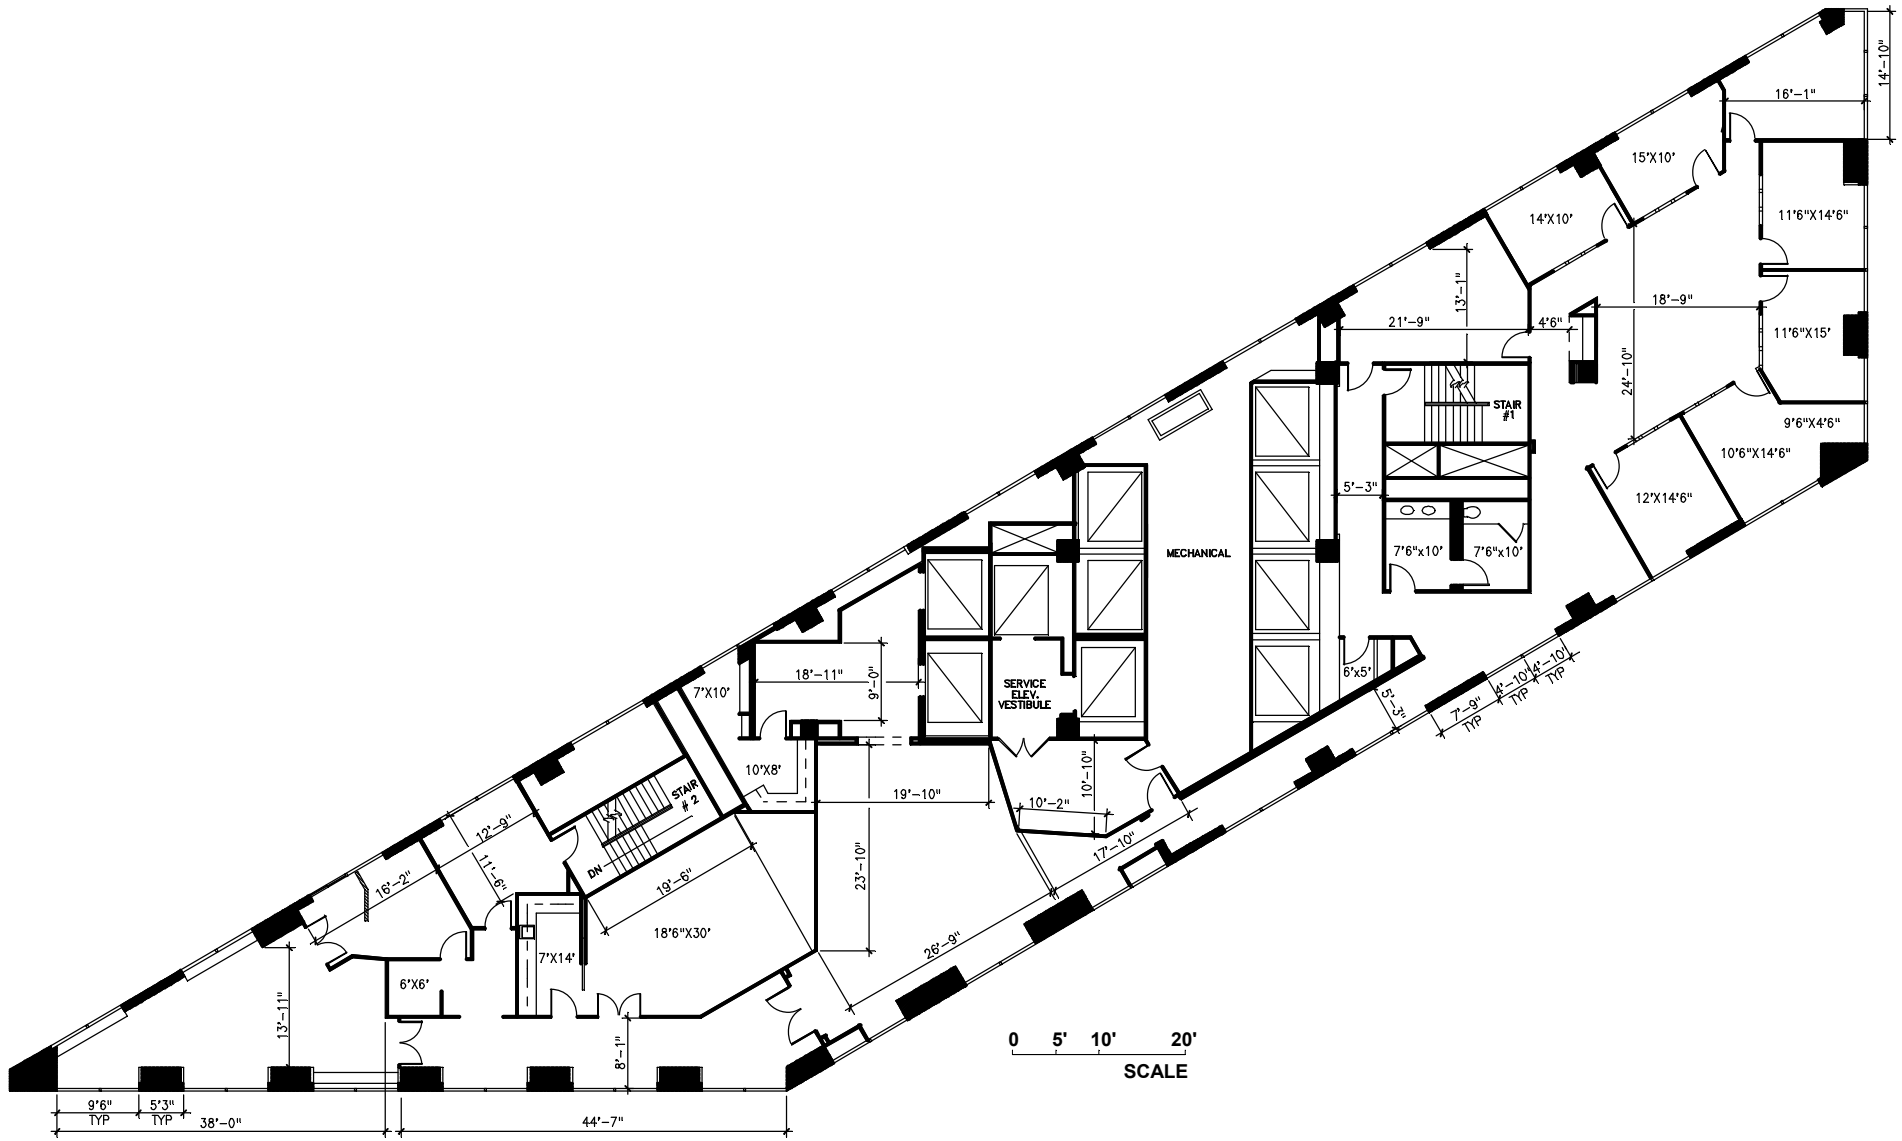 14'-10"
16'-1"
15'X10'
14'X10'
11'6"X14'6"
13'-1"
18'-9"
21'-9"
4'6"
11'6"X15'
24'-10"
STAIR
#1
9'6"X4'6"
10'6"X14'6"
5'-3"
12'X14'6"
MECHANICAL
7'6"x10'
7'6"x10'
6'x5'
4'-10"
TYP
4'-10"
TYP
7'-9"
TYP
5'-3"
SERVICE
ELEV.
VESTIBULE
18'-11"
9'-0"
7'X10'
10'X8'
10'-10"
10'-2"
19'-10"
17'-10"
STAIR
# 2
DN
12'-9"
11'-6"
16'-2"
19'-6"
23'-10"
18'6"X30'
26'-9"
7'X14'
6'X6'
13'-11"
8'-1"
0 5' 10' 20'
SCALE
9'6"
TYP
5'3"
TYP
38'-0"
44'-7"